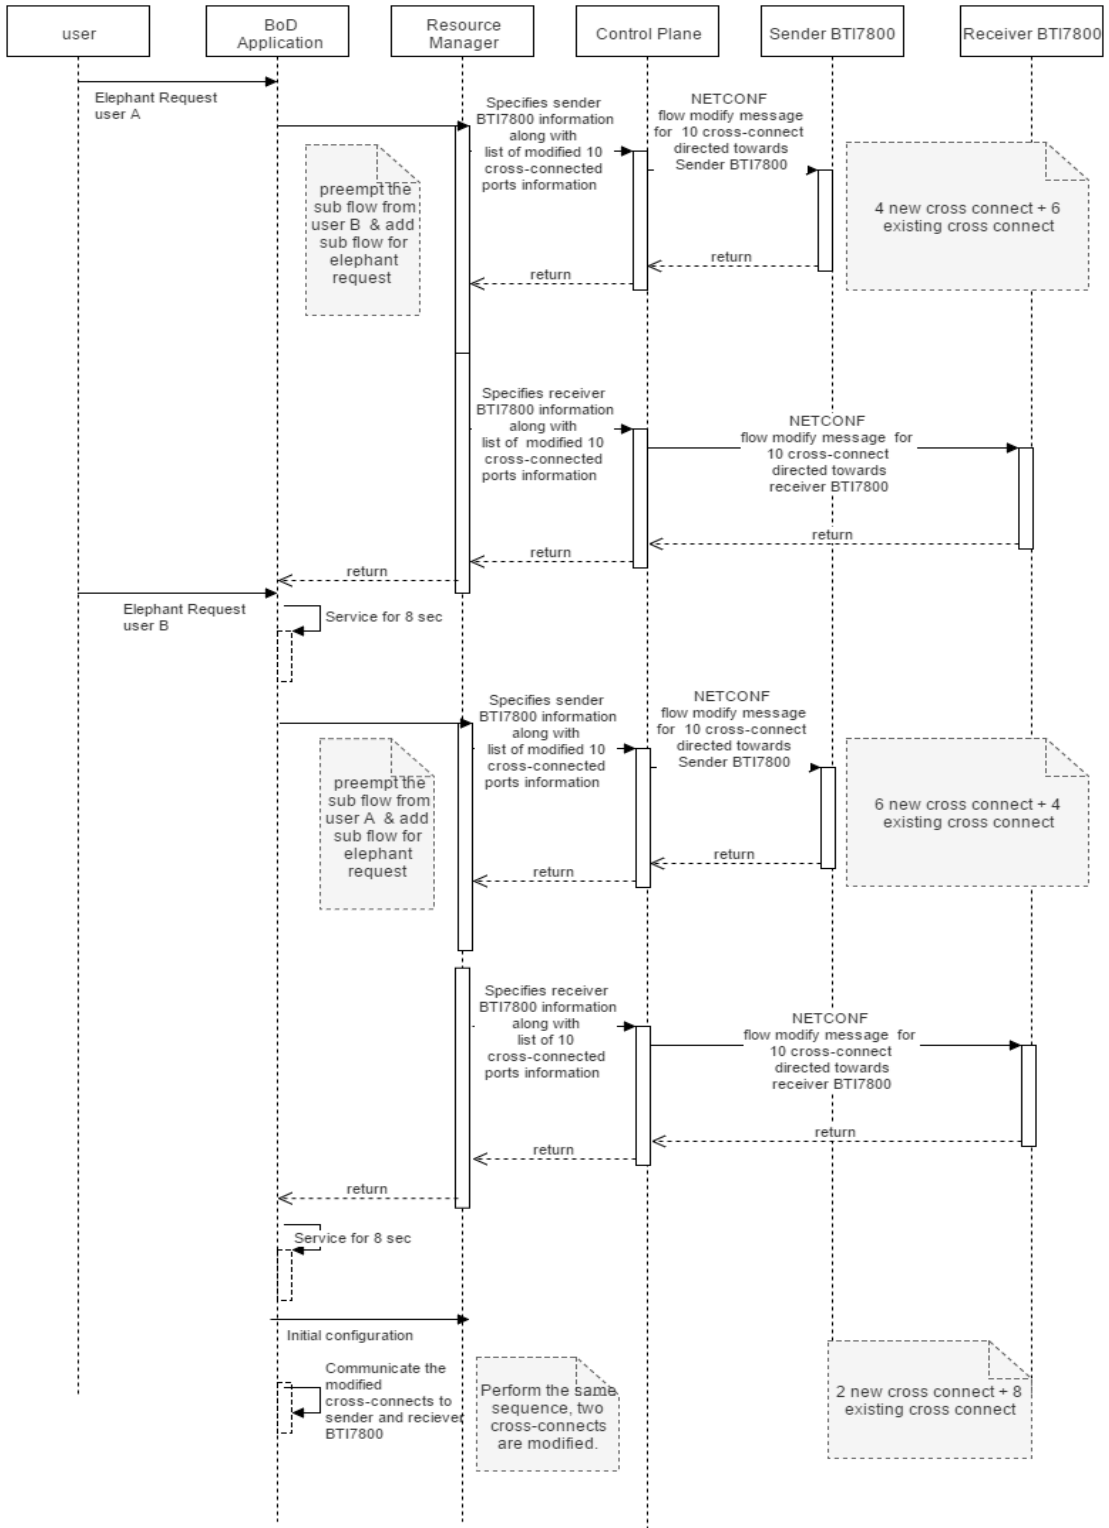 user
BoD
Application
Resource
Manager
Control Plane
Sender BTI7800
Receiver BTI7800
Elephant Request
user A
Specifies sender
BTI7800 information
along with
list of modified 10
cross-connected
ports information
NETCONF
flow modify message
for  10 cross-connect
directed towards
Sender BTI7800
preempt the
sub flow from
user B  & add
sub flow for
elephant
request
4 new cross connect + 6
existing cross connect
return
return
Specifies receiver
BTI7800 information
along with
list of  modified 10
cross-connected
ports information
NETCONF
flow modify message  for
10 cross-connect
directed towards
receiver BTI7800
return
return
return
Elephant Request
user B
Service for 8 sec
Specifies sender
BTI7800 information
along with
list of modified 10
cross-connected
ports information
NETCONF
flow modify message
for  10 cross-connect
directed towards
Sender BTI7800
preempt the
sub flow from
user A  & add
sub flow for
elephant
request
6 new cross connect + 4
existing cross connect
return
return
Specifies receiver
BTI7800 information
along with
list of 10
cross-connected
ports information
NETCONF
flow modify message  for
10 cross-connect
directed towards
receiver BTI7800
return
return
return
Service for 8 sec
Initial configuration
Communicate the
modified
cross-connects to
sender and reciever
BTI7800
Perform the same
sequence, two
cross-connects
are modified.
2 new cross connect + 8
existing cross connect